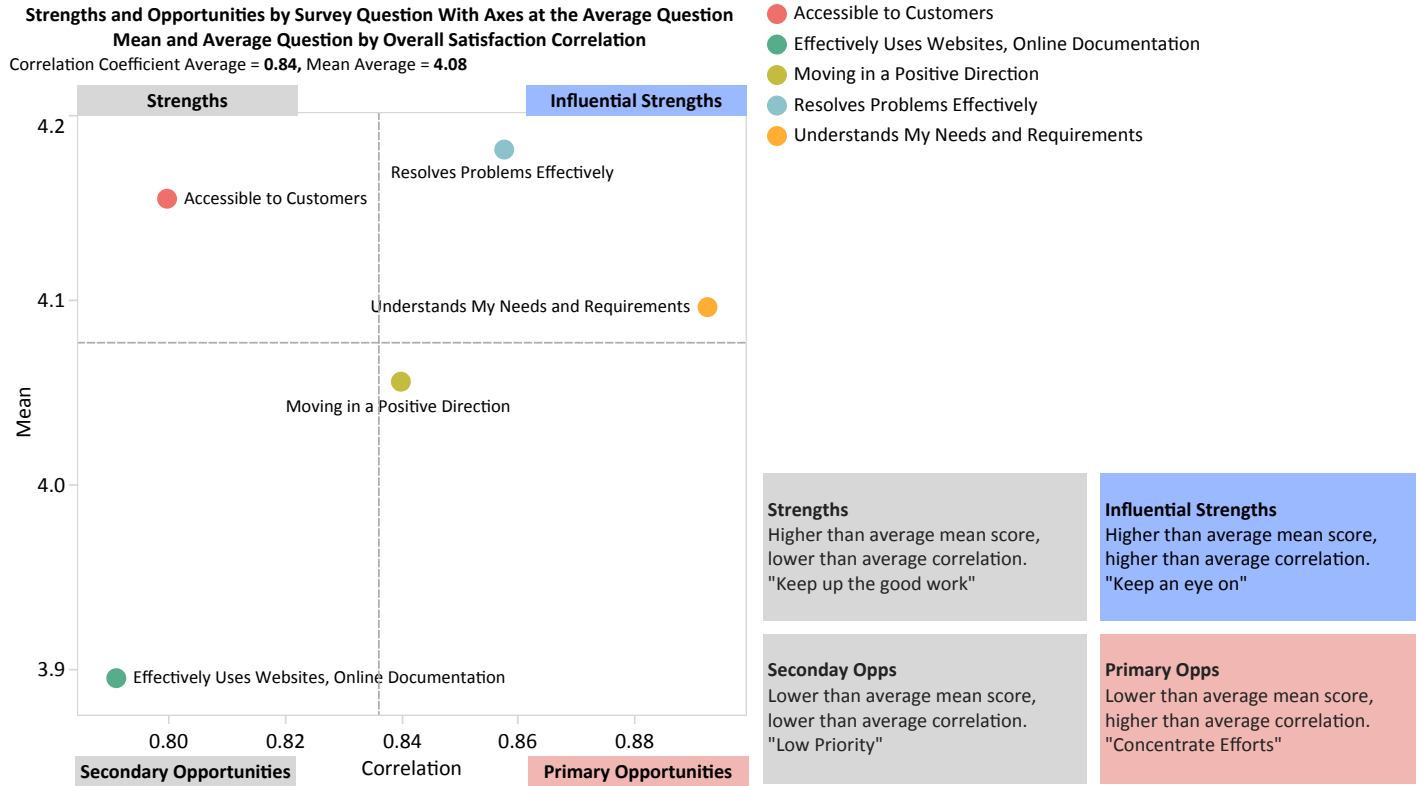 Strengths and Opportunities by Survey Question With Axes at the Average Question
Mean and Average Question by Overall Satisfaction Correlation
Correlation Coefficient Average = 0.84, Mean Average = 4.08
Strengths
Influential Strengths
4.2
Resolves Problems Effectively
Accessible to Customers
4.1
Understands My Needs and Requirements
Moving in a Positive Direction
Mean
4.0
3.9
Effectively Uses Websites, Online Documentation
0.80
0.82
0.84
0.86
0.88
Secondary Opportunities
Correlation
Primary Opportunities
Accessible to Customers
Effectively Uses Websites, Online Documentation
Moving in a Positive Direction
Resolves Problems Effectively
Understands My Needs and Requirements
Strengths
Higher than average mean score,
lower than average correlation.
"Keep up the good work"
Influential Strengths
Higher than average mean score,
higher than average correlation.
"Keep an eye on"
Seconday Opps
Lower than average mean score,
lower than average correlation.
"Low Priority"
Primary Opps
Lower than average mean score,
higher than average correlation.
"Concentrate Efforts"